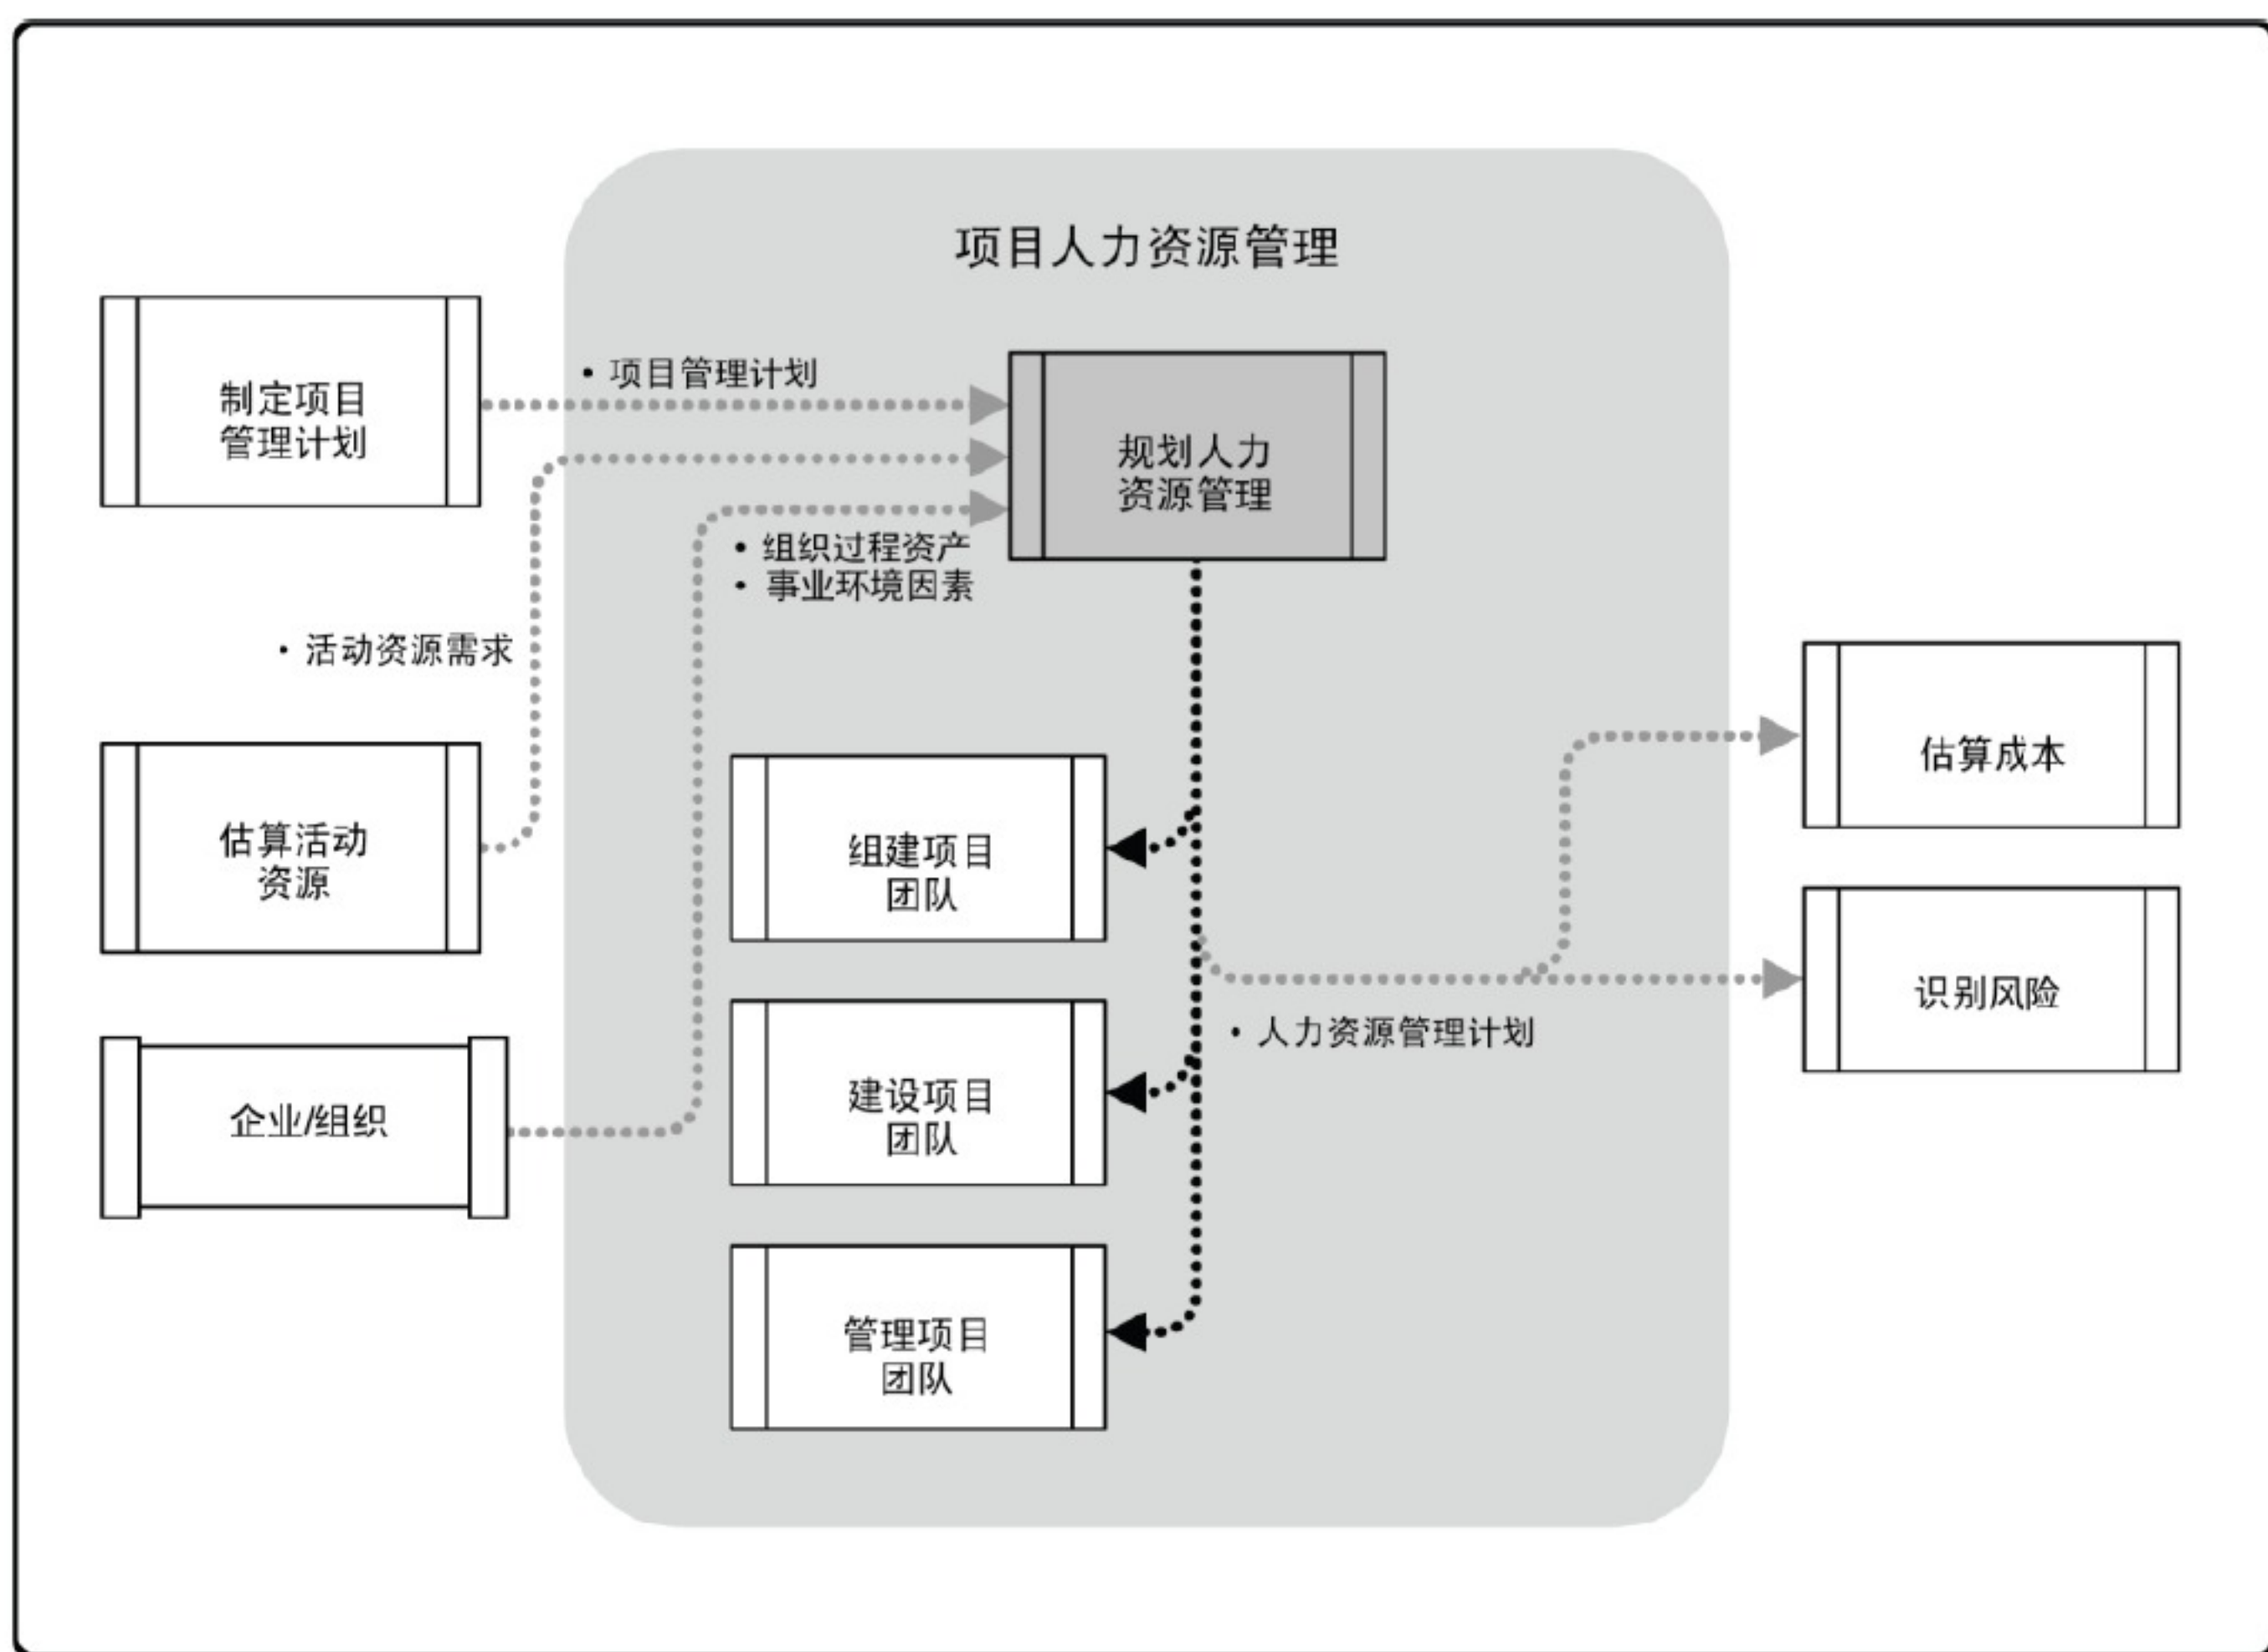 项目人力资源管理
制定项目
管理计划
• 项目管理计划
规划人力
资源管理
• 组织过程资产
• 事业环境因素
• 活动资源需求
估算活动
资源
企业/组织
组建项目
团队
建设项目
团队
管理项目
团队
• 人力资源管理计划
估算成本
识别风险